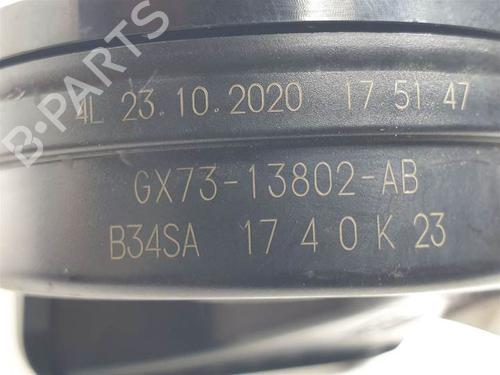 B-PARTS
4L 23.10.2020 17 51 47
GX73-13802-AB
B34SA 17 4 0 K 23